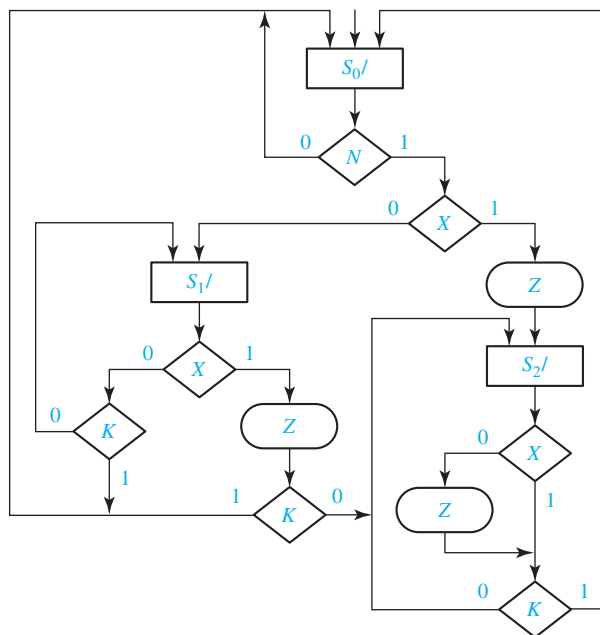 S0/
0 N 1
0 X 1
S1/ Z
0 X 1 S2/
0 K Z 0 X
1 Z 1
1 K 0
0 K 1